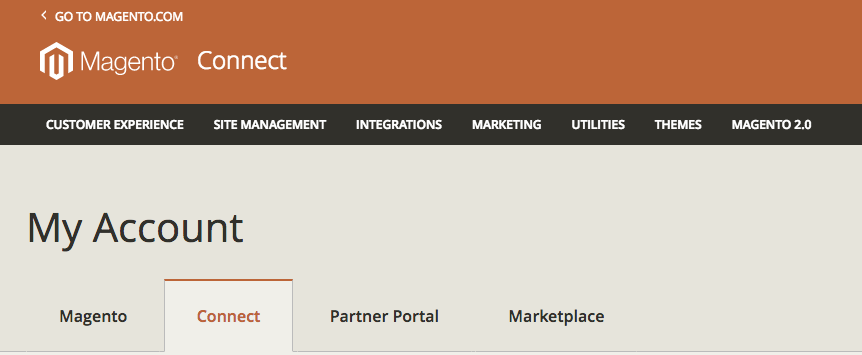 GO TO MAGENTO.COM
Magento® Connect
CUSTOMER EXPERIENCE SITE MANAGEMENT INTEGRATIONS MARKETING UTILITIES THEMES MAGENTO 2.0
My Account
Magento Connect Partner Portal Marketplace